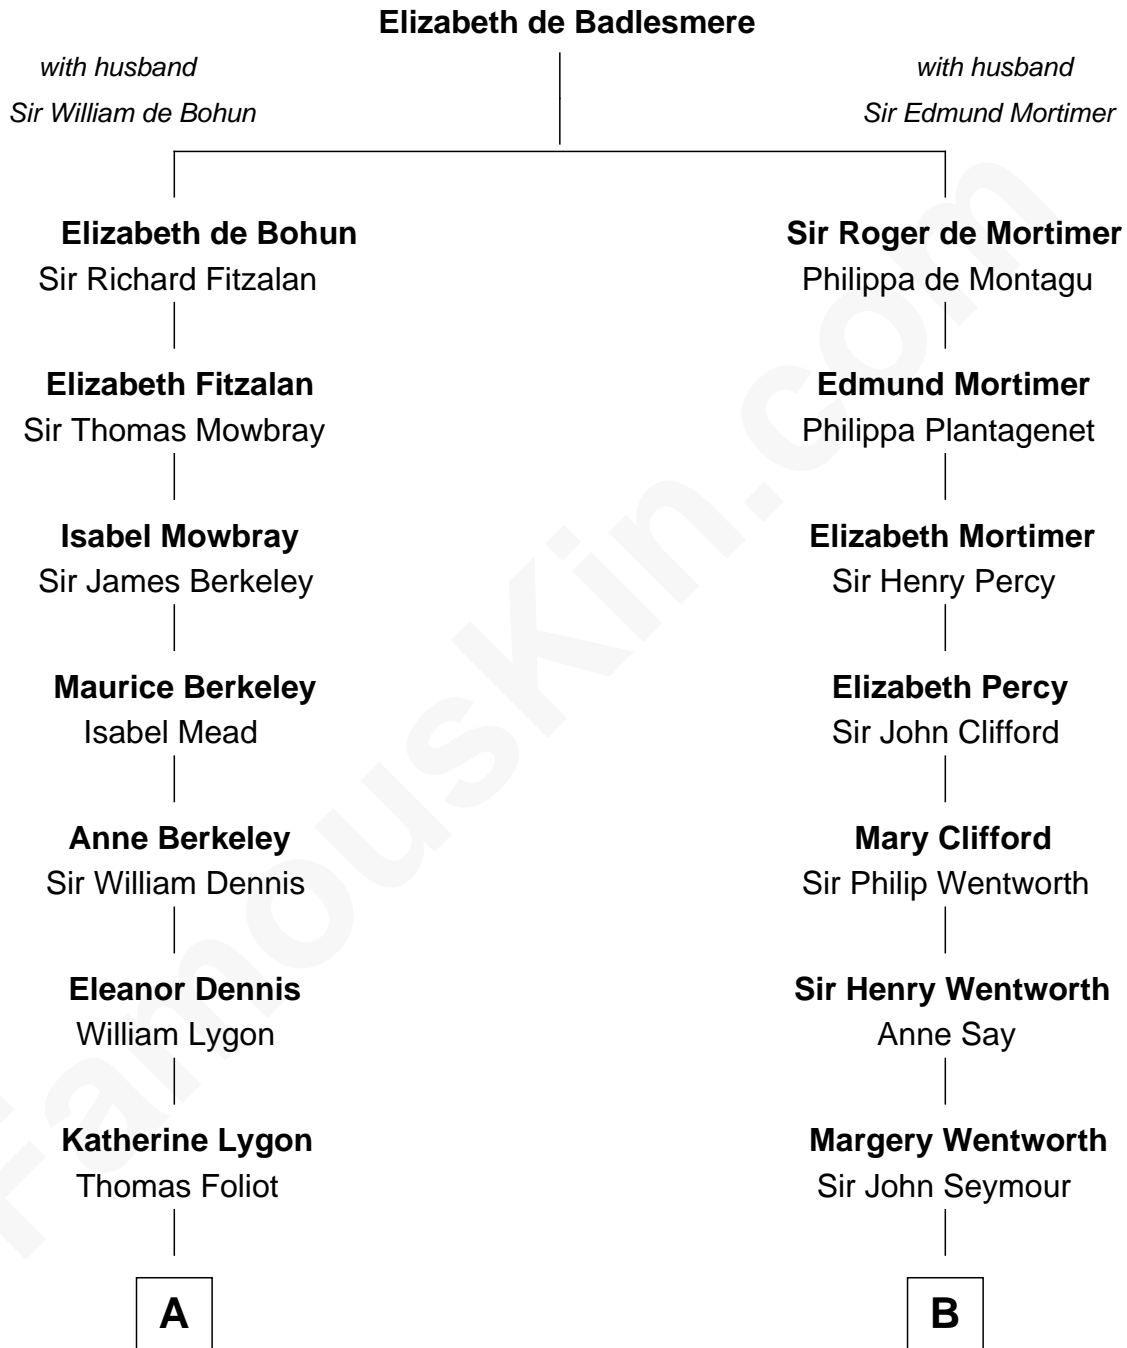 Elizabeth de Badlesmere
with husband
Sir William de Bohun
with husband
Sir Edmund Mortimer
Elizabeth de Bohun
Sir Richard Fitzalan
Sir Roger de Mortimer
Philippa de Montagu
Elizabeth Fitzalan
Sir Thomas Mowbray
Edmund Mortimer
Philippa Plantagenet
Isabel Mowbray
Sir James Berkeley
Elizabeth Mortimer
Sir Henry Percy
Maurice Berkeley
Isabel Mead
Elizabeth Percy
Sir John Clifford
Anne Berkeley
Sir William Dennis
Mary Clifford
Sir Philip Wentworth
Eleanor Dennis
William Lygon
Sir Henry Wentworth
Anne Say
Katherine Lygon
Thomas Foliot
Margery Wentworth
Sir John Seymour
A
B
FamousKin.com